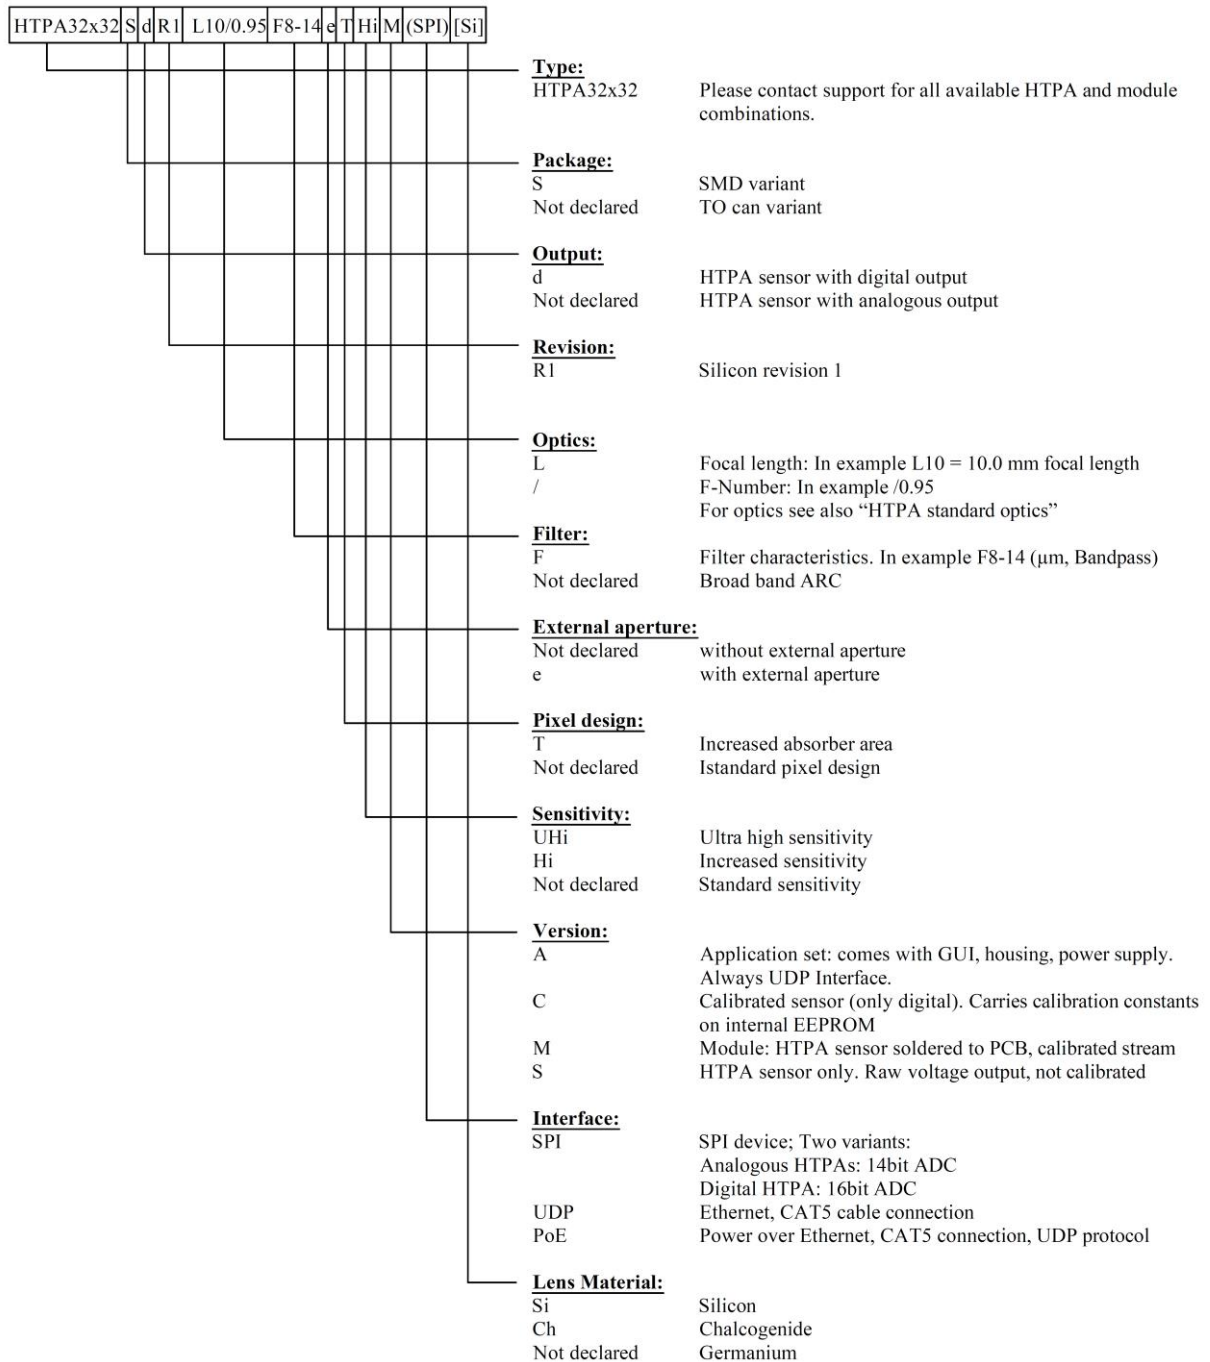 HTPA32x32 S d R1 L10/0.95 F8-14 e T Hi M (SPI) [Si]
Type:
HTPA32x32 Please contact support for all available HTPA and module
combinations.
Package:
S SMD variant
Not declared TO can variant
Output:
d HTPA sensor with digital output
Not declared HTPA sensor with analogous output
Revision:
R1 Silicon revision 1
Optics:
L Focal length: In example L10 = 10.0 mm focal length
/ F-Number: In example /0.95
For optics see also “HTPA standard optics”
Filter:
F Filter characteristics. In example F8-14 (µm, Bandpass)
Not declared Broad band ARC
External aperture:
Not declared without external aperture
e with external aperture
Pixel design:
T Increased absorber area
Not declared Istandard pixel design
Sensitivity:
UHi Ultra high sensitivity
Hi Increased sensitivity
Not declared Standard sensitivity
Version:
A Application set: comes with GUI, housing, power supply.
Always UDP Interface.
C Calibrated sensor (only digital). Carries calibration constants
on internal EEPROM
M Module: HTPA sensor soldered to PCB, calibrated stream
S HTPA sensor only. Raw voltage output, not calibrated
Interface:
SPI SPI device; Two variants:
Analogous HTPAs: 14bit ADC
Digital HTPA: 16bit ADC
UDP Ethernet, CAT5 cable connection
PoE Power over Ethernet, CAT5 connection, UDP protocol
Lens Material:
Si Silicon
Ch Chalcogenide
Not declared Germanium